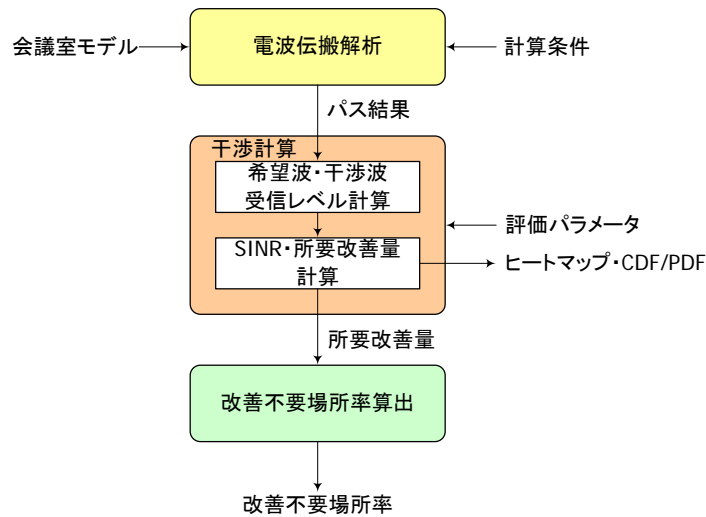 会議室モデル
電波伝搬解析
計算条件
パス結果
干渉計算
希望波・干渉波
受信レベル計算
評価パラメータ
SINR・所要改善量
計算
ヒートマップ・CDF/PDF
所要改善量
改善不要場所率算出
改善不要場所率